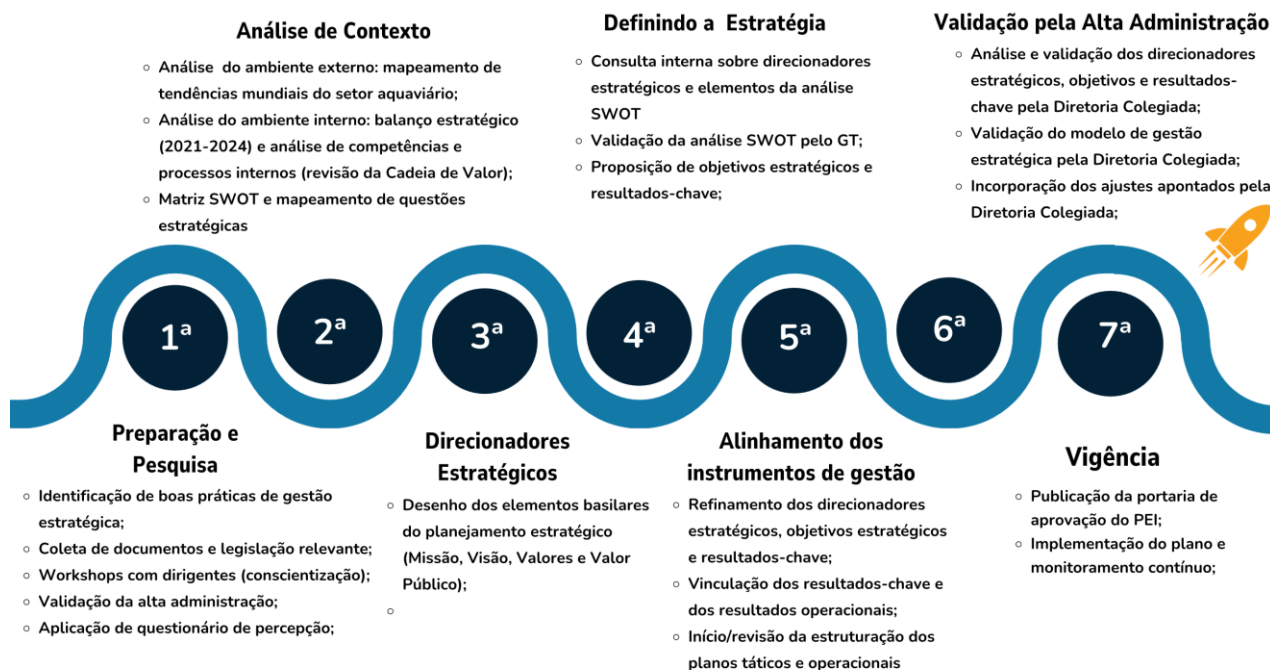 Análise de Contexto
◦ Análise do ambiente externo: mapeamento de
tendências mundiais do setor aquaviário;
◦ Análise do ambiente interno: balanço estratégico
(2021-2024) e análise de competências e
processos internos (revisão da Cadeia de Valor);
◦ Matriz SWOT e mapeamento de questões
estratégicas
Definindo a Estratégia
◦ Consulta interna sobre direcionadores
estratégicos e elementos da análise
SWOT
◦ Validação da análise SWOT pelo GT;
◦ Proposição de objetivos estratégicos e
resultados-chave;
Validação pela Alta Administração
◦ Análise e validação dos direcionadores
estratégicos, objetivos e resultados-
chave pela Diretoria Colegiada;
◦ Validação do modelo de gestão
estratégica pela Diretoria Colegiada;
◦ Incorporação dos ajustes apontados pela
Diretoria Colegiada;
1ª
2ª
3ª
4ª
5ª
6ª
7ª
Preparação e
Pesquisa
◦ Identificação de boas práticas de gestão
estratégica;
◦ Coleta de documentos e legislação relevante;
◦ Workshops com dirigentes (conscientização);
◦ Validação da alta administração;
◦ Aplicação de questionário de percepção;
Direcionadores
Estratégicos
◦ Desenho dos elementos basilares
do planejamento estratégico
(Missão, Visão, Valores e Valor
Público);
◦
Alinhamento dos
instrumentos de gestão
◦ Refinamento dos direcionadores
estratégicos, objetivos estratégicos
e resultados-chave;
◦ Vinculação dos resultados-chave e
dos resultados operacionais;
◦ Início/revisão da estruturação dos
planos táticos e operacionais
Vigência
◦ Publicação da portaria de
aprovação do PEI;
◦ Implementação do plano e
monitoramento contínuo;